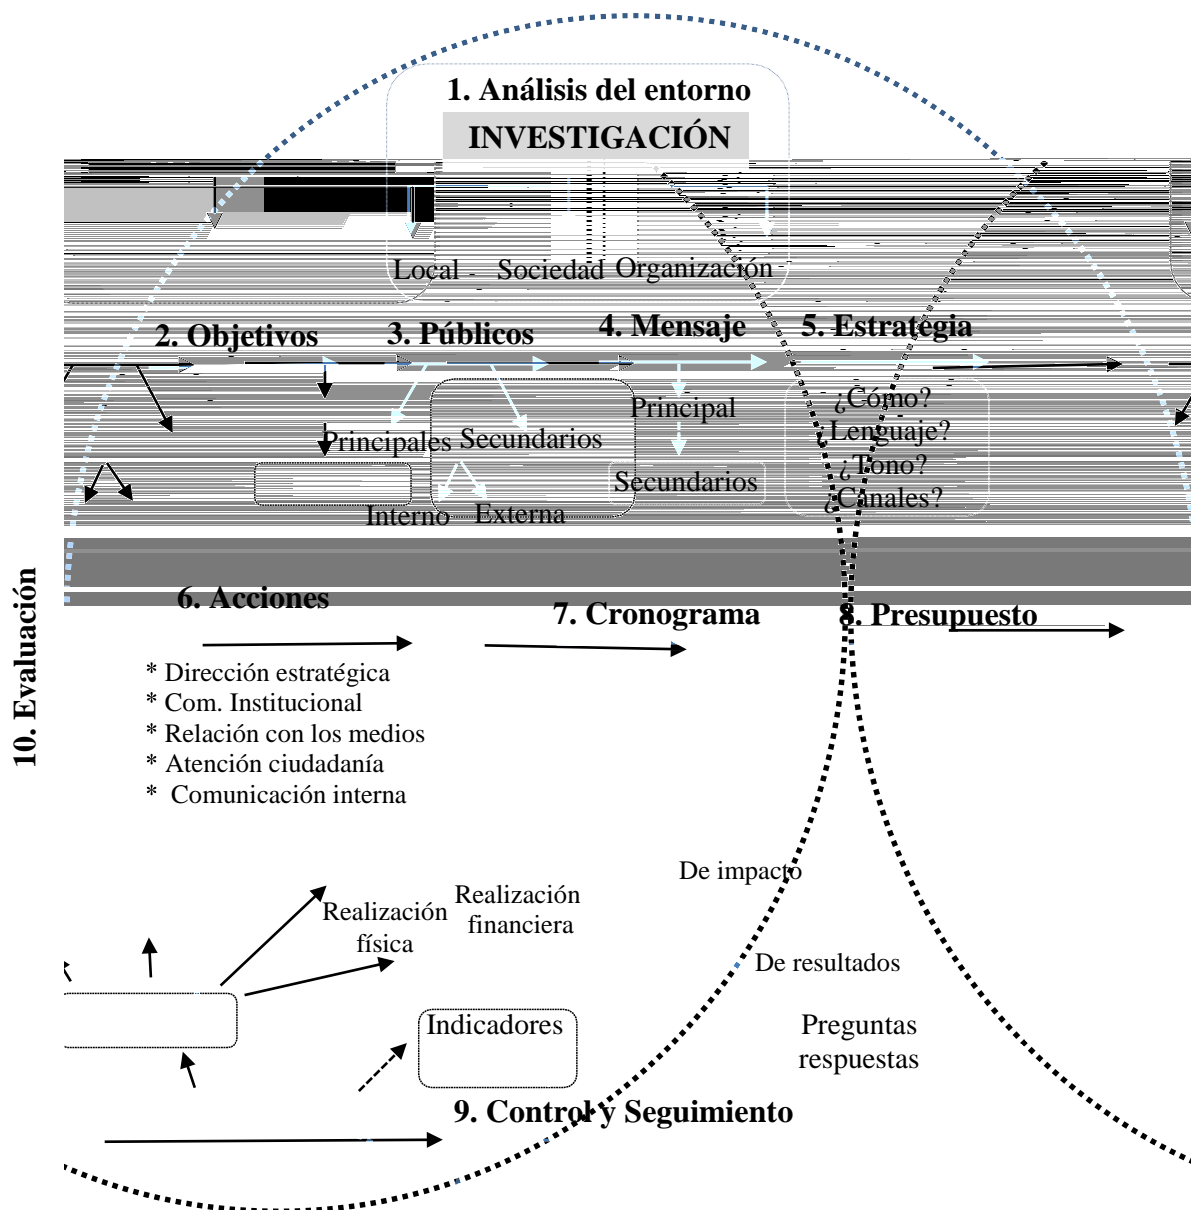 1. Análisis del entorno
INVESTIGACIÓN
Local - Sociedad Organización
2. Objetivos
3. Públicos
4. Mensaje
5. Estrategia
Principales Secundarios
Interno Externa
Principal
Secundarios
¿Cómo?
¿Lenguaje?
¿Tono?
¿Canales?
6. Acciones
7. Cronograma
8. Presupuesto
* Dirección estratégica
* Com. Institucional
* Relación con los medios
* Atención ciudadanía
* Comunicación interna
10. Evaluación
De impacto
Realización
física
Realización
financiera
De resultados
Indicadores
Preguntas
respuestas
9. Control y Seguimiento